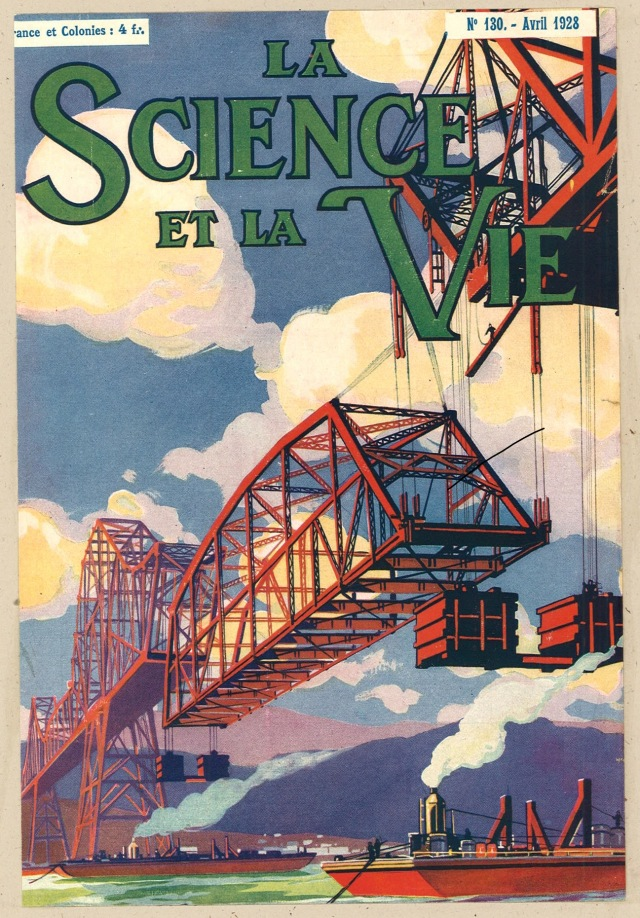 rance et Colonies : 4 fr.
N° 130. - Avril 1928
LA
SCIENCE
ET LA VIE